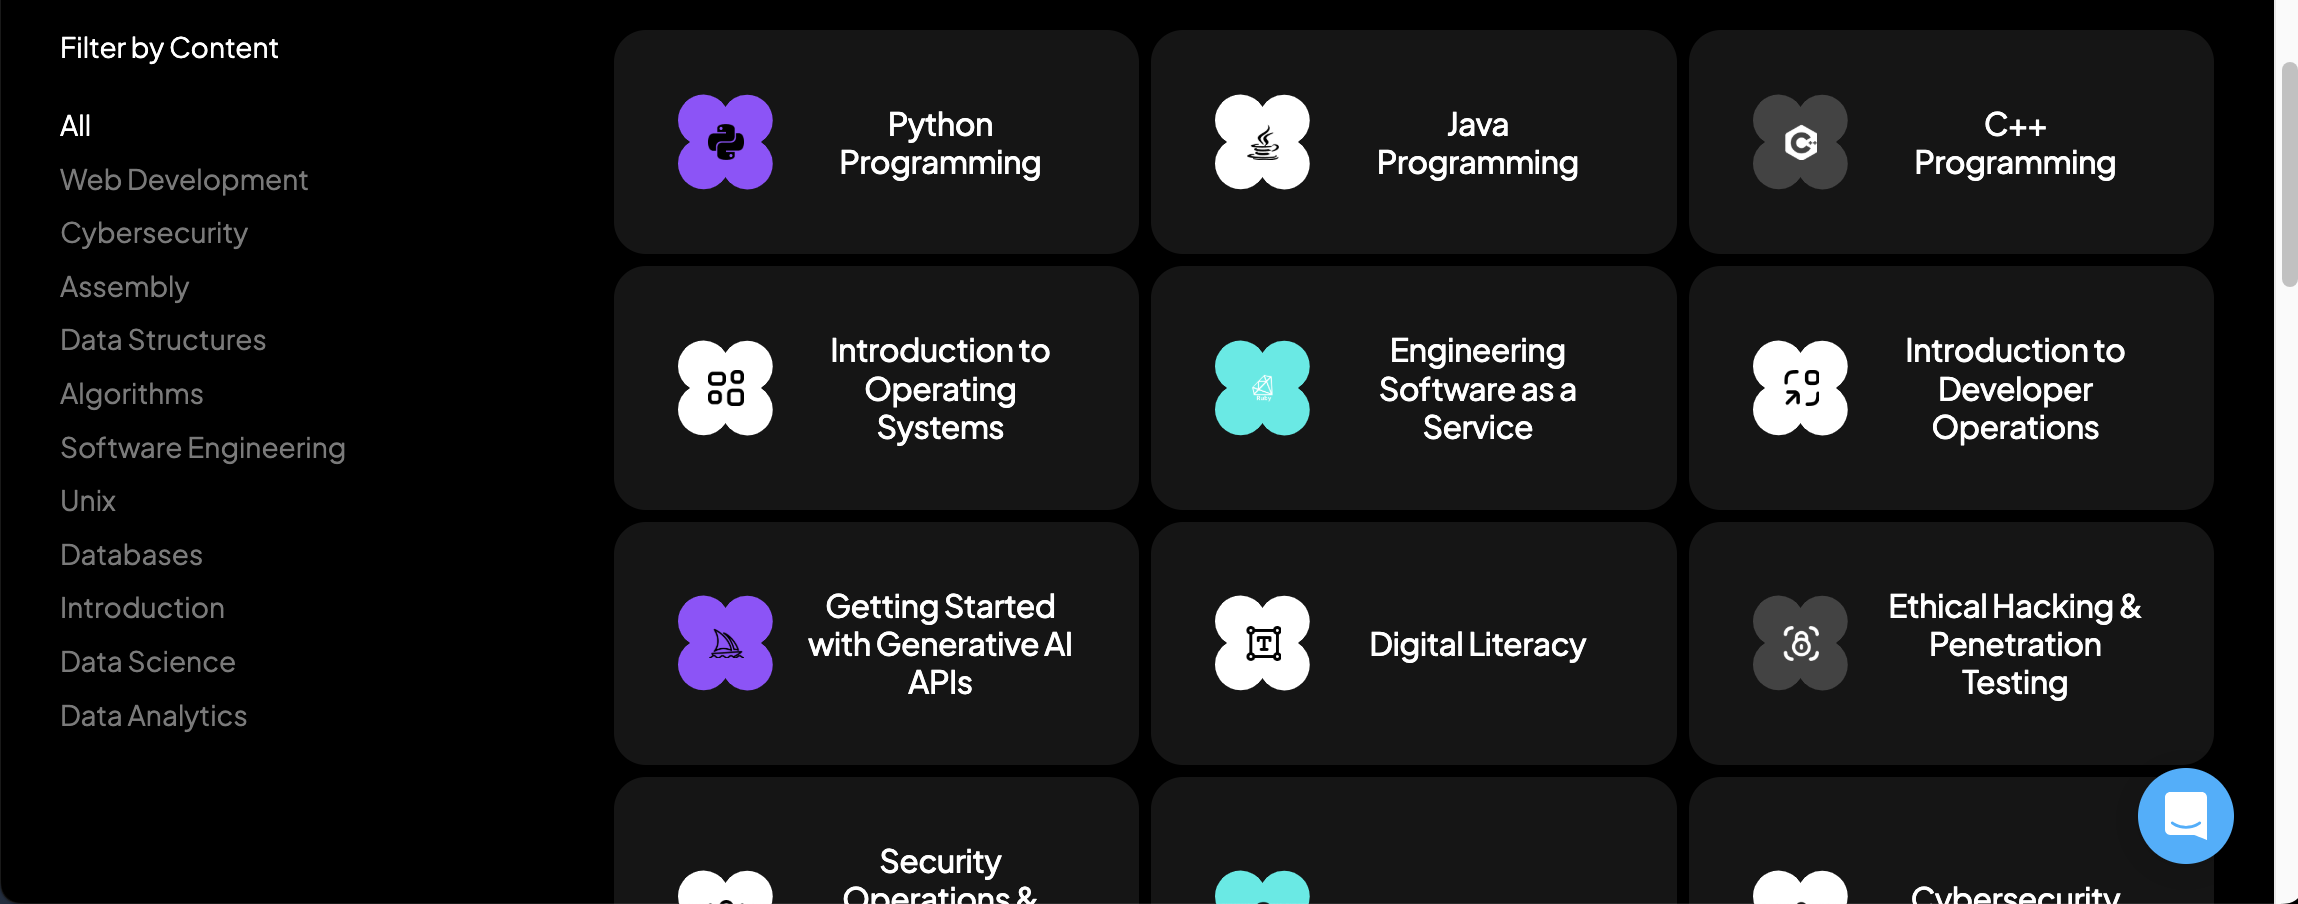 Filter by Content
All
Web Development
Cybersecurity
Assembly
Data Structures
Algorithms
Software Engineering
Unix
Databases
Introduction
Data Science
Data Analytics
Python
Programming
Java
Programming
C++
Programming
Introduction to
Operating
Systems
Engineering
Software as a
Service
Introduction to
Developer
Operations
Getting Started
with Generative AI
APIs
Digital Literacy
Ethical Hacking &
Penetration
Testing
Security
Operations &
Cybersecurity